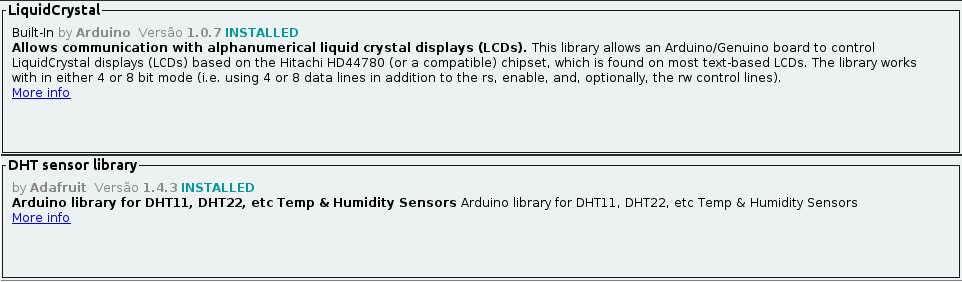 LiquidCrystal
Built-In by Arduino Versão 1.0.7 INSTALLED
Allows communication with alphanumerical liquid crystal displays (LCDs). This library allows an Arduino/Genuino board to control
LiquidCrystal displays (LCDs) based on the Hitachi HD44780 (or a compatible) chipset, which is found on most text-based LCDs. The library works
with in either 4 or 8 bit mode (i.e. using 4 or 8 data lines in addition to the rs, enable, and, optionally, the rw control lines).
More info
DHT sensor library
by Adafruit Versão 1.4.3 INSTALLED
Arduino library for DHT11, DHT22, etc Temp & Humidity Sensors Arduino library for DHT11, DHT22, etc Temp & Humidity Sensors
More info